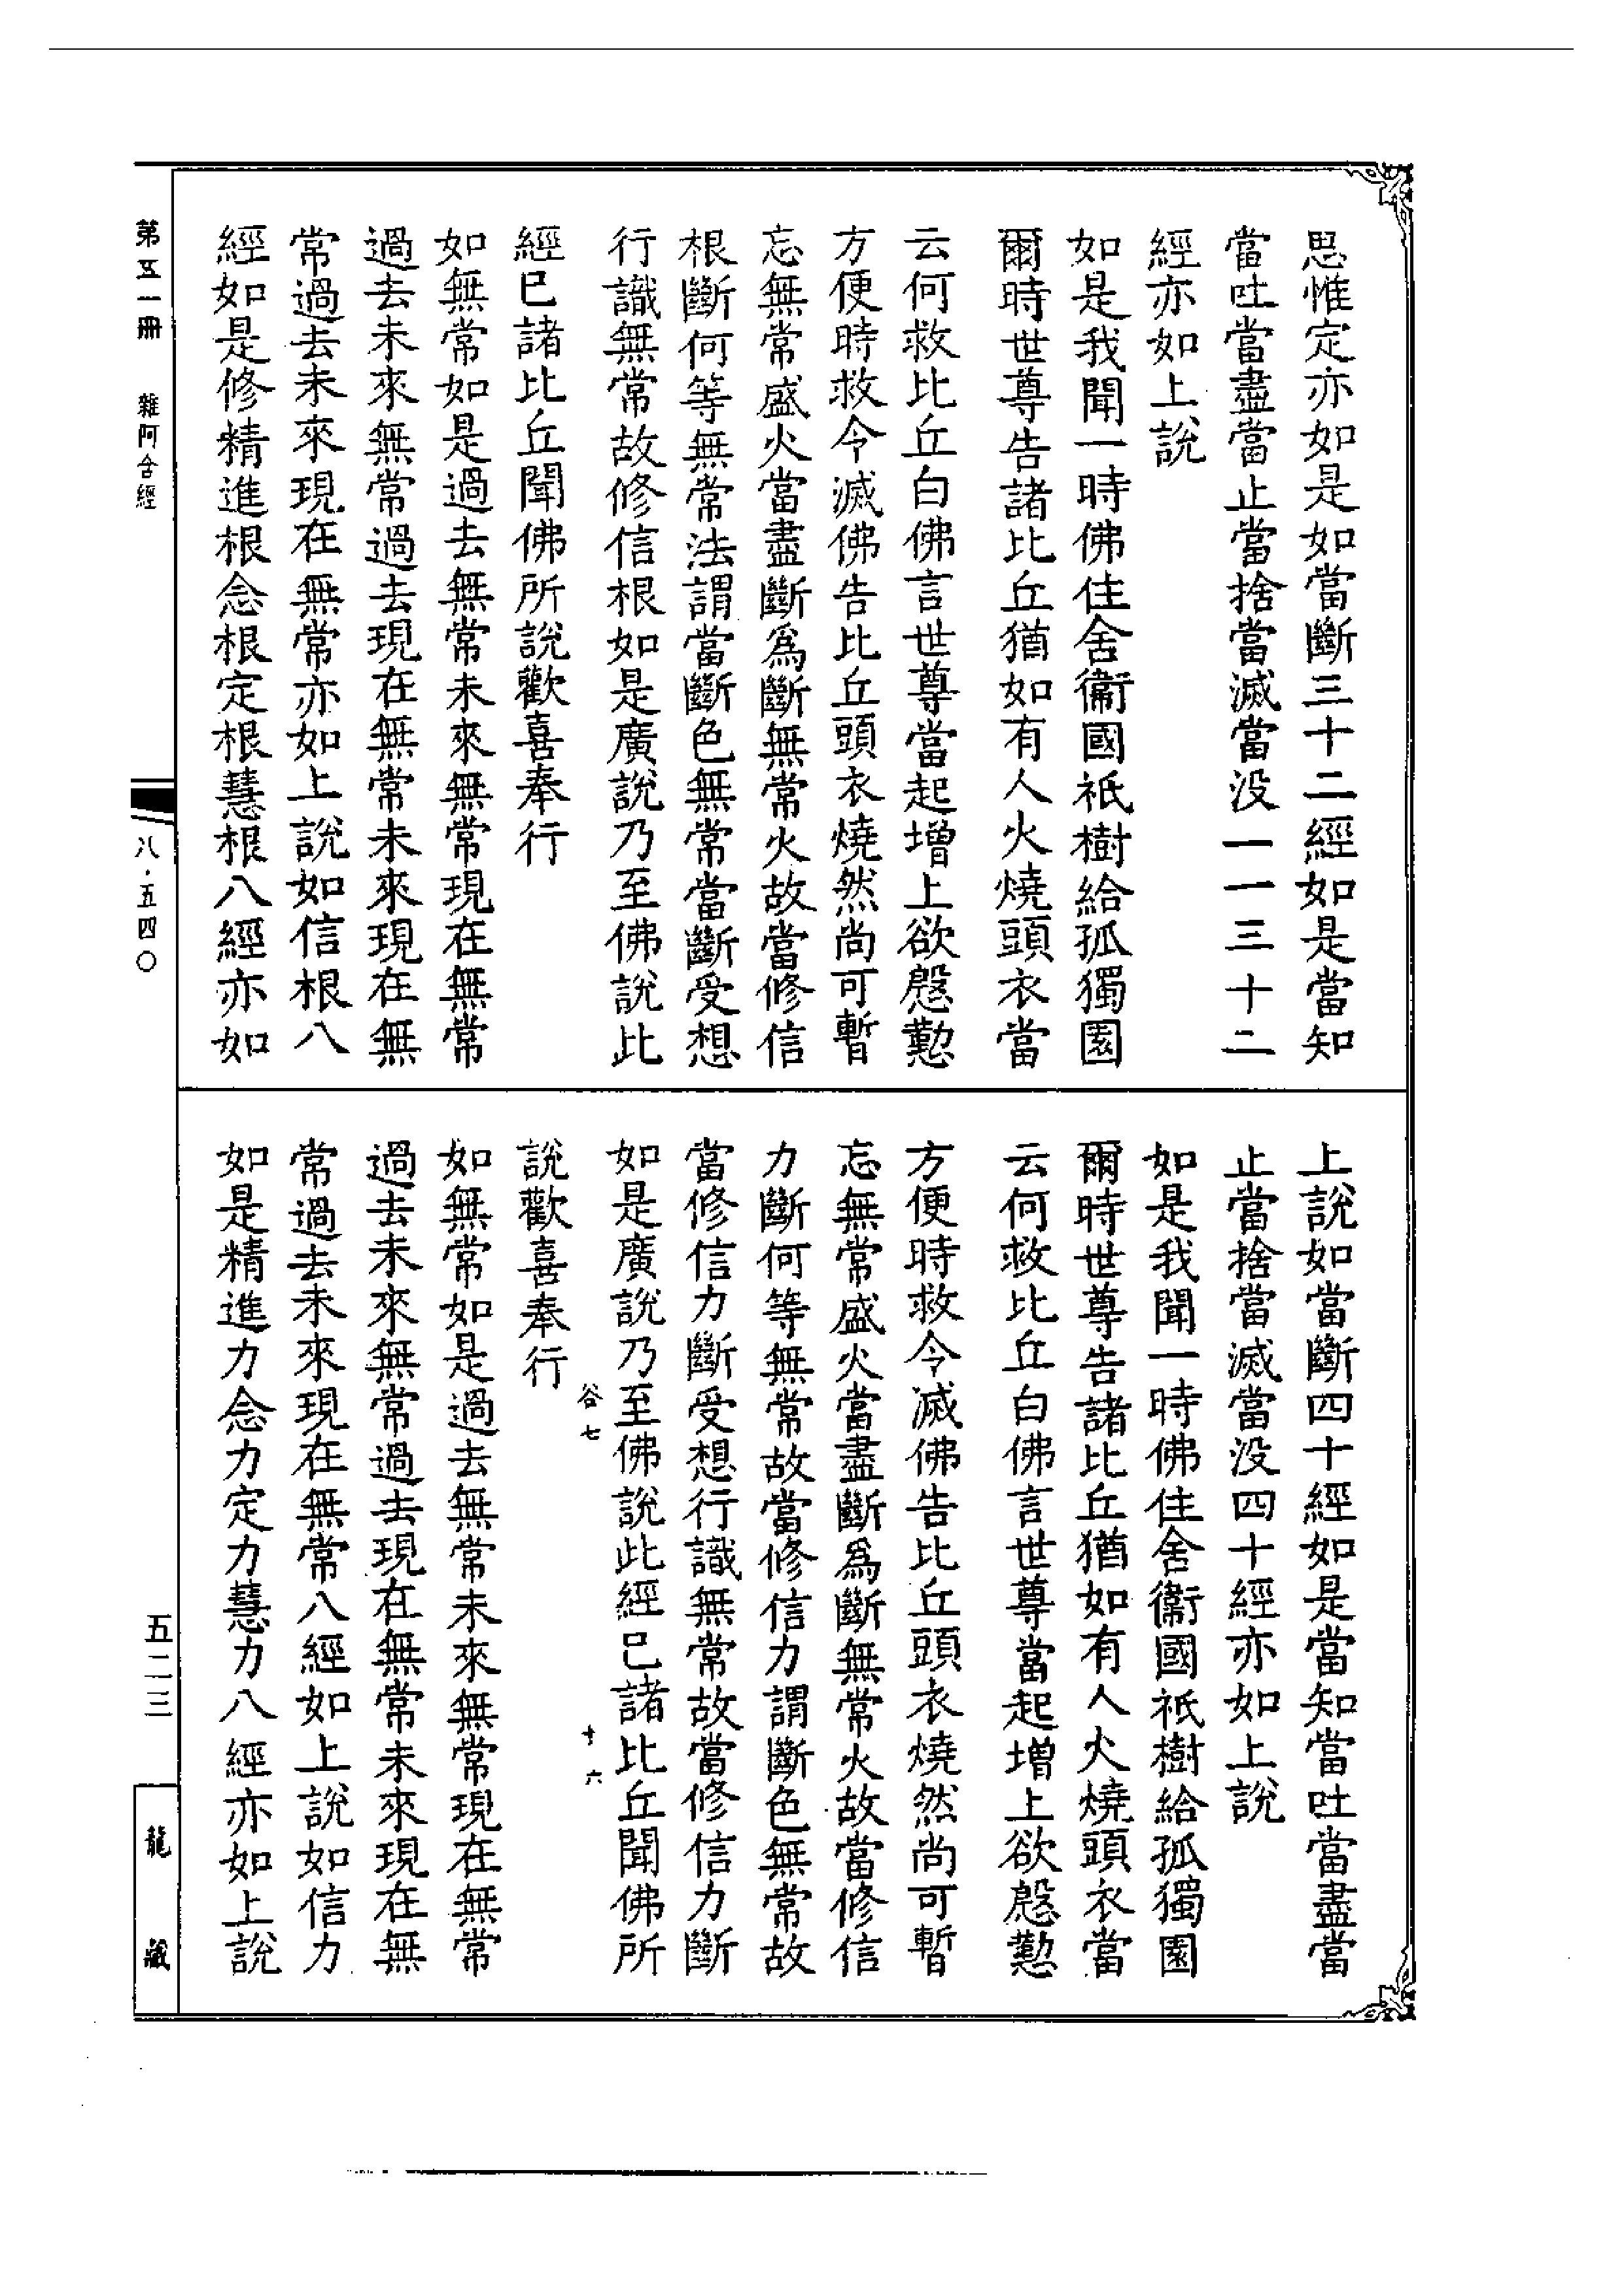 思惟定亦如是如當斷三十二經如是當知
當吐當盡當止當捨當滅當没一一三十二
經亦如上說
如是我聞一時佛住舍衞國祇樹給孤獨園
爾時世尊告諸比丘猶如有人火燒頭衣當
云何救比丘白佛言世尊當起增上欲慇懃
方便時救令滅佛告比丘頭衣燒然尚可暫
忘無常盛火當盡斷爲斷無常火故當修信
根斷何等無常法謂當斷色無常當斷受想
行識無常故修信根如是廣說乃至佛說此
經已諸比丘聞佛所說歡喜奉行
如無常如是過去無常未來無常現在無常
過去未來無常過去現在無常未來現在無
常過去未來現在無常亦如上說如信根八
經如是修精進根念根定根慧根八經亦如
上說如當斷四十經如是當知當吐當盡當
止當捨當滅當没四十經亦如上說
如是我聞一時佛住舍衞國祇樹給孤獨園
爾時世尊告諸比丘猶如有人火燒頭衣當
云何救比丘白佛言世尊當起增上欲慇懃
方便時救令滅佛告比丘頭衣燒然尚可暫
忘無常盛火當盡斷爲斷無常火故當修信
力斷何等無常故當修信力謂斷色無常故
當修信力斷受想行識無常故當修信力斷
如是廣說乃至佛說此經已諸比丘聞佛所
谷七
十六
說歡喜奉行
如無常如是過去無常未來無常現在無常
過去未來無常過去現在無常未來現在無
常過去未來現在無常八經如上說如信力
如是精進力念力定力慧力八經亦如上說
第五一冊
雜阿含經
八·五四〇
五二三
龍藏